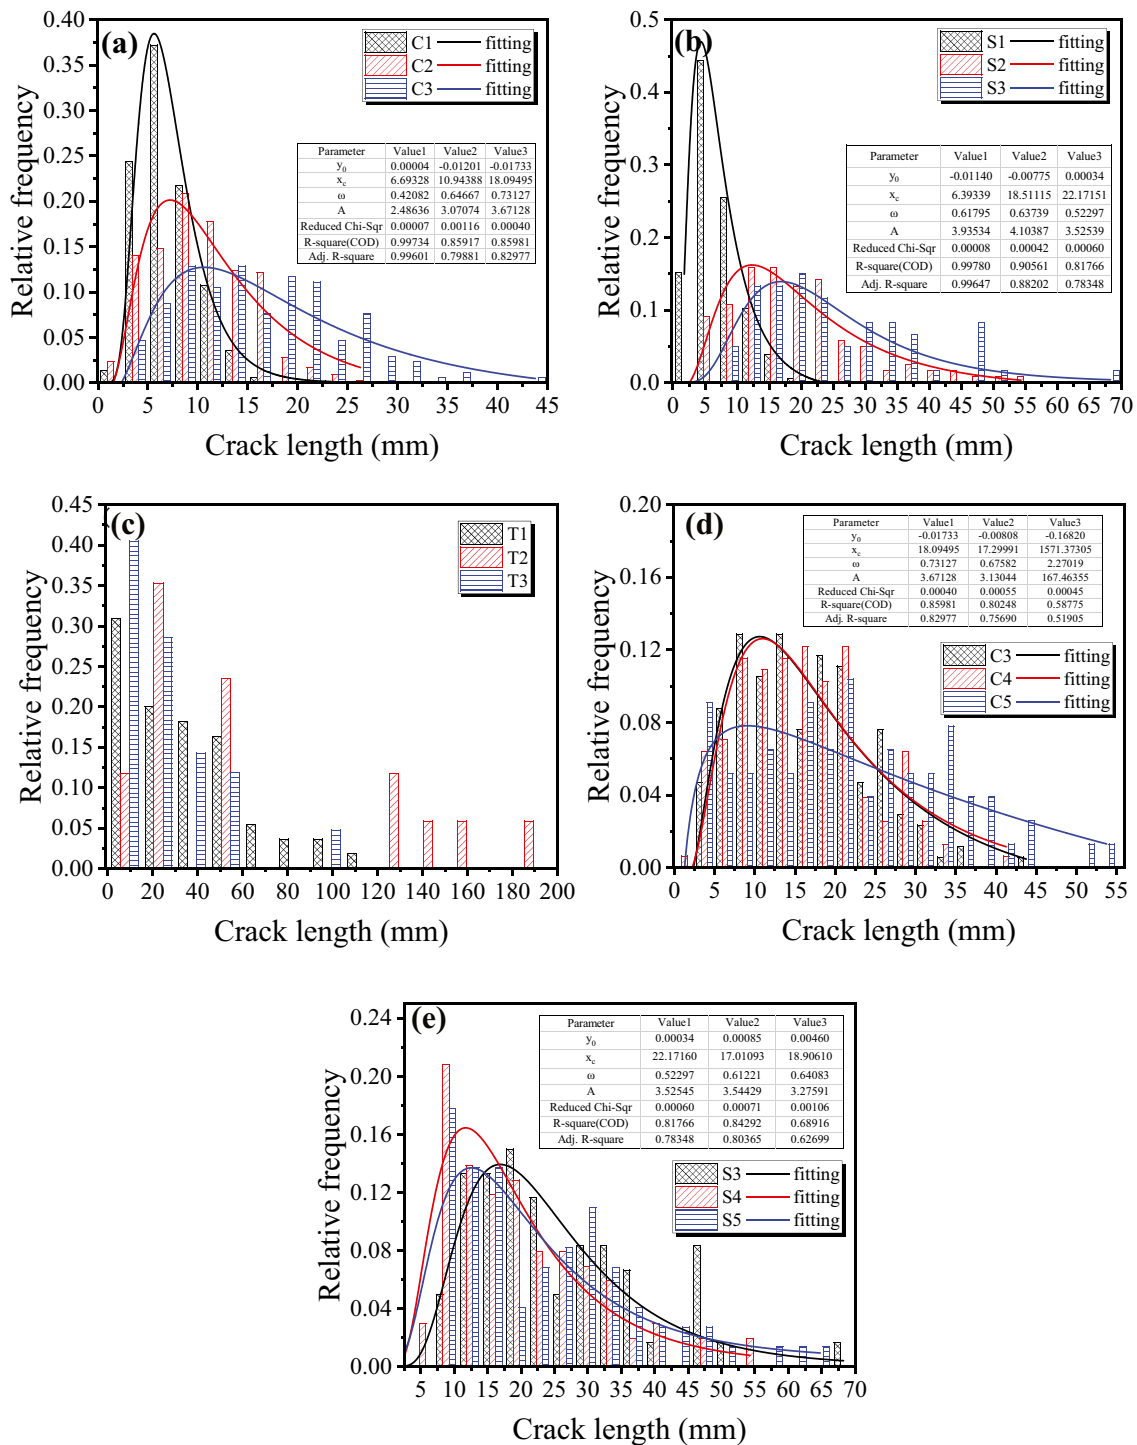 (a)
C1 fitting
C2 fitting
C3 fitting
Parameter Value1 Value2 Value3
y0 0.00004 -0.01201 -0.01733
xc 6.69328 10.94388 18.09495
ω 0.42082 0.64667 0.73127
A 2.48636 3.07074 3.67128
Reduced Chi-Sqr 0.00007 0.00116 0.00040
R-square(COD) 0.99734 0.85917 0.85981
Adj. R-square 0.99601 0.79881 0.82977
Relative frequency
0.40
0.35
0.30
0.25
0.20
0.15
0.10
0.05
0.00
0 5 10 15 20 25 30 35 40 45
Crack length (mm)
(b)
S1 fitting
S2 fitting
S3 fitting
Parameter Value1 Value2 Value3
y0 -0.01140 -0.00775 0.00034
xc 6.39339 18.51115 22.17151
ω 0.61795 0.63739 0.52297
A 3.93534 4.10387 3.52539
Reduced Chi-Sqr 0.00008 0.00042 0.00060
R-square(COD) 0.99780 0.90561 0.81766
Adj. R-square 0.99647 0.88202 0.78348
Relative frequency
0.5
0.4
0.3
0.2
0.1
0.0
0 5 10 15 20 25 30 35 40 45 50 55 60 65 70
Crack length (mm)
(c)
T1
T2
T3
Relative frequency
0.45
0.40
0.35
0.30
0.25
0.20
0.15
0.10
0.05
0.00
0 20 40 60 80 100 120 140 160 180 200
Crack length (mm)
(d)
Parameter Value1 Value2 Value3
y0 -0.01733 -0.00808 -0.16820
xc 18.09495 17.29991 1571.37305
ω 0.73127 0.67582 2.27019
A 3.67128 3.13044 167.46355
Reduced Chi-Sqr 0.00040 0.00055 0.00045
R-square(COD) 0.85981 0.80248 0.58775
Adj. R-square 0.82977 0.75690 0.51905
C3 fitting
C4 fitting
C5 fitting
Relative frequency
0.20
0.16
0.12
0.08
0.04
0.00
0 5 10 15 20 25 30 35 40 45 50 55
Crack length (mm)
(e)
Parameter Value1 Value2 Value3
y0 0.00034 0.00085 0.00460
xc 22.17160 17.01093 18.90610
ω 0.52297 0.61221 0.64083
A 3.52545 3.54429 3.27591
Reduced Chi-Sqr 0.00060 0.00071 0.00106
R-square(COD) 0.81766 0.84292 0.68916
Adj. R-square 0.78348 0.80365 0.62699
S3 fitting
S4 fitting
S5 fitting
Relative frequency
0.24
0.20
0.16
0.12
0.08
0.04
0.00
5 10 15 20 25 30 35 40 45 50 55 60 65 70
Crack length (mm)